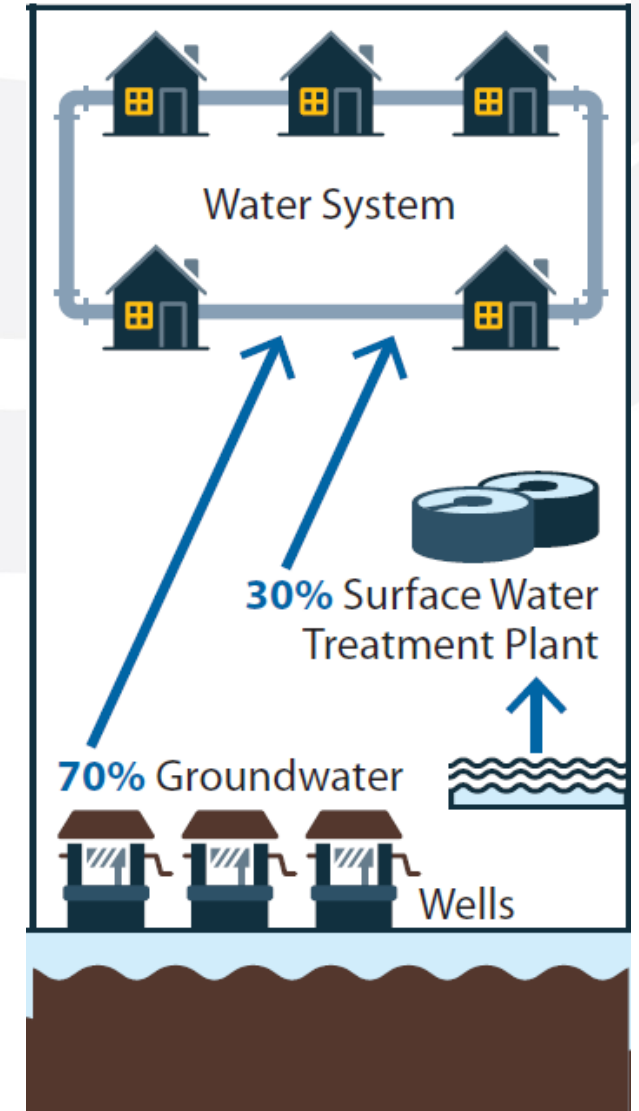 Water System
30% Surface Water
Treatment Plant
70% Groundwater
Wells